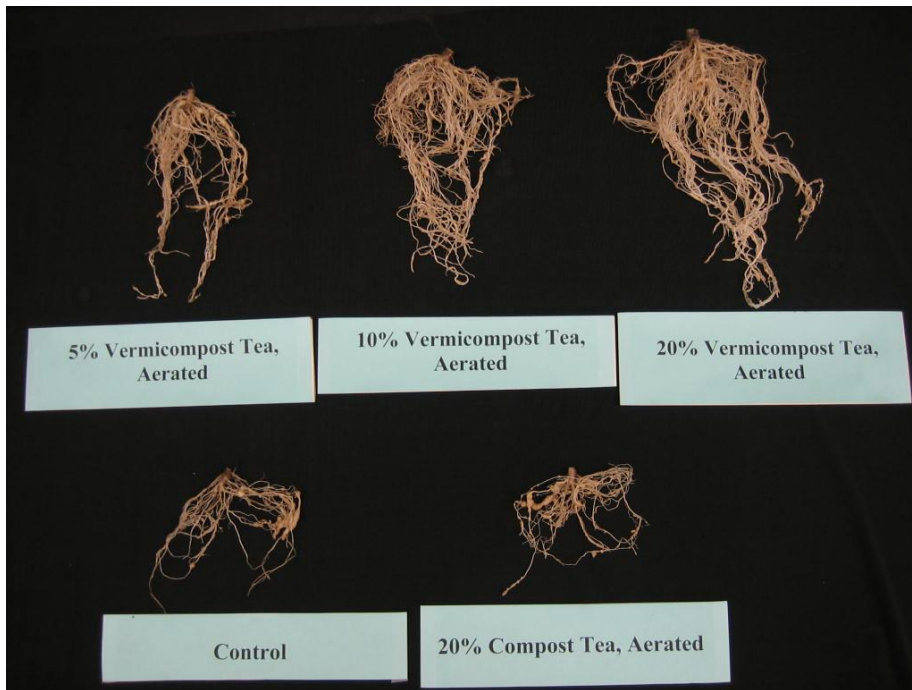 5% Vermicompost Tea,
Aerated
10% Vermicompost Tea,
Aerated
20% Vermicompost Tea,
Aerated
Control
20% Compost Tea, Aerated